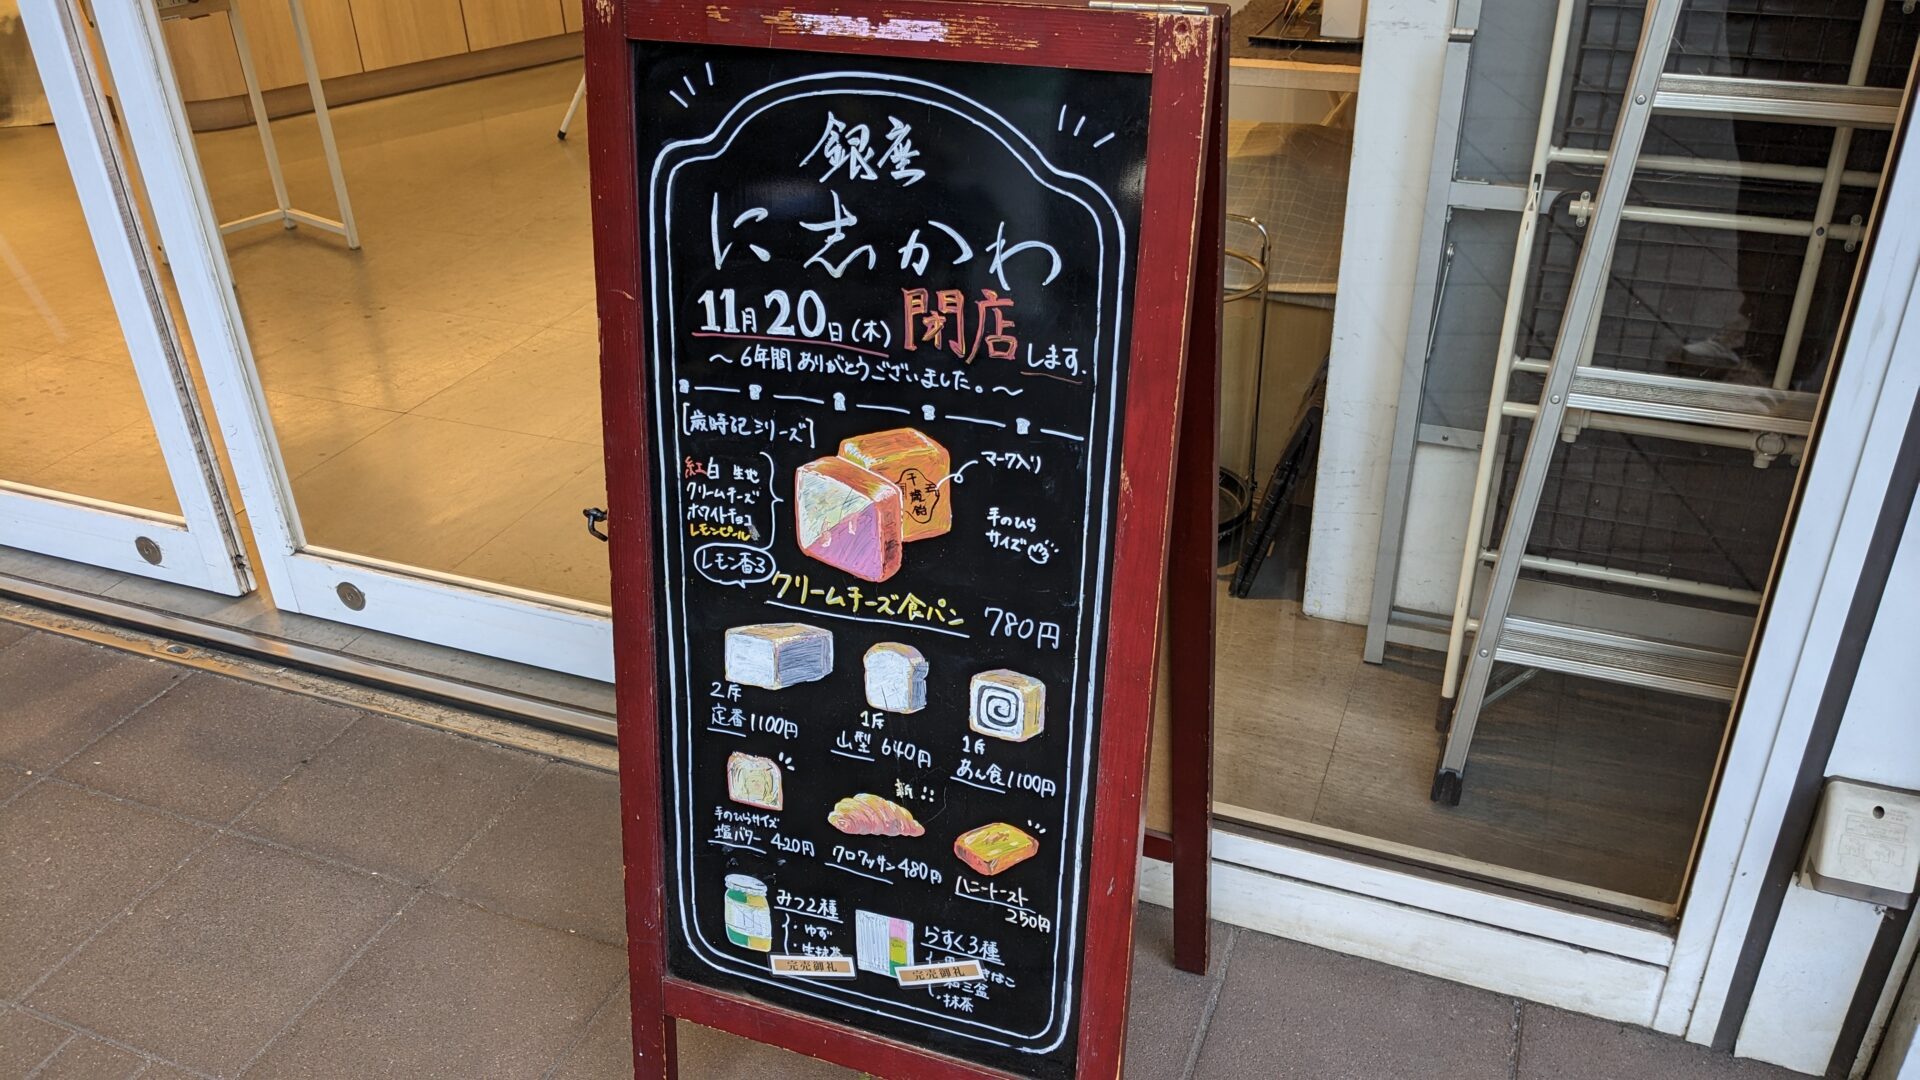 銀座
に志かわ
11月20日(木)閉店します.
～6年間ありがとうございました。～
[歳時記シリーズ]
紅白生地
クリームチーズ
ホワイトチョコ
レモンピール
レモン香る
千歳飴
マーク入り
手のひら
サイズ
クリームチーズ食パン 780円
2斤
定番 1100円
1斤
山型 640円
1斤
あん食 1100円
手のひらサイズ
塩バター 420円
新!!
クロワッサン 480円
ハニートースト
250円
みつ2種
・ゆず
・生抹茶
完売御礼
らすく3種
きはこ
和三盆
・抹茶
完売御礼